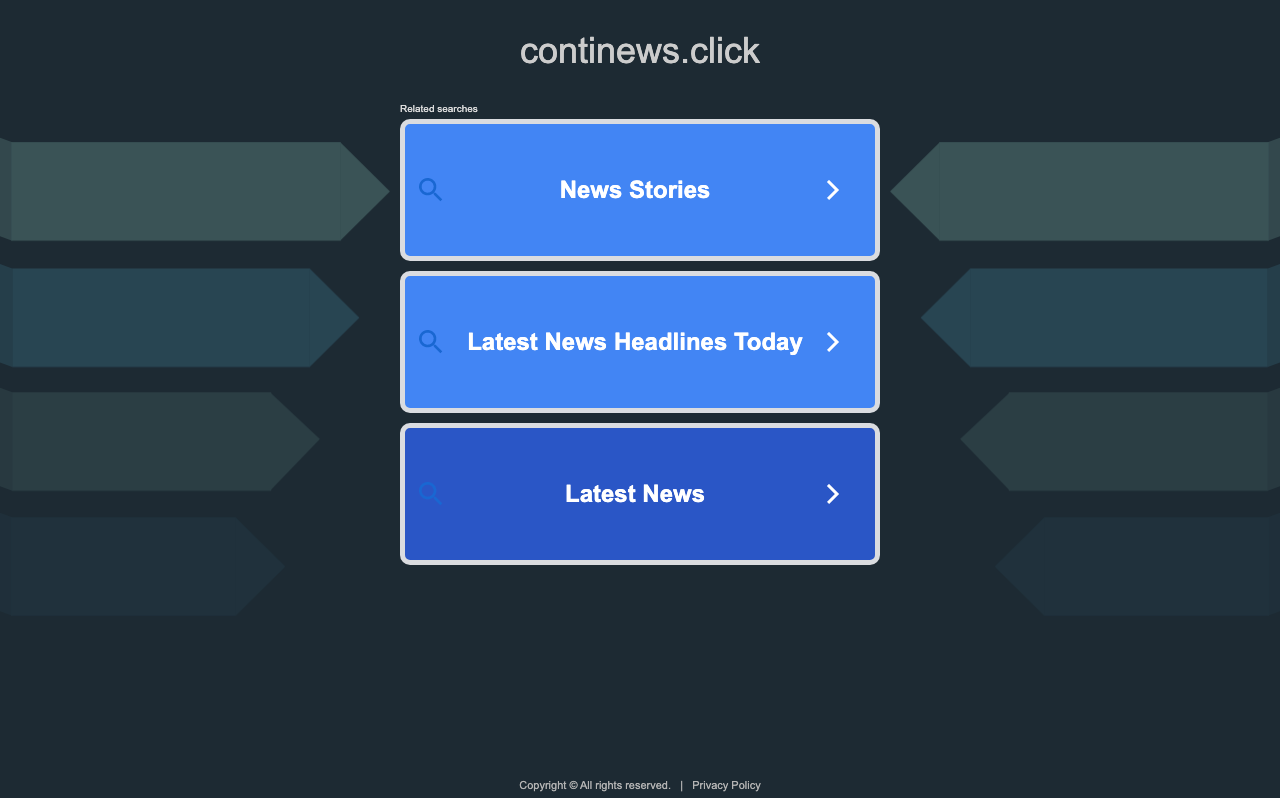 continews.click
Related searches
News Stories
Latest News Headlines Today
Latest News
Copyright © All rights reserved. | Privacy Policy